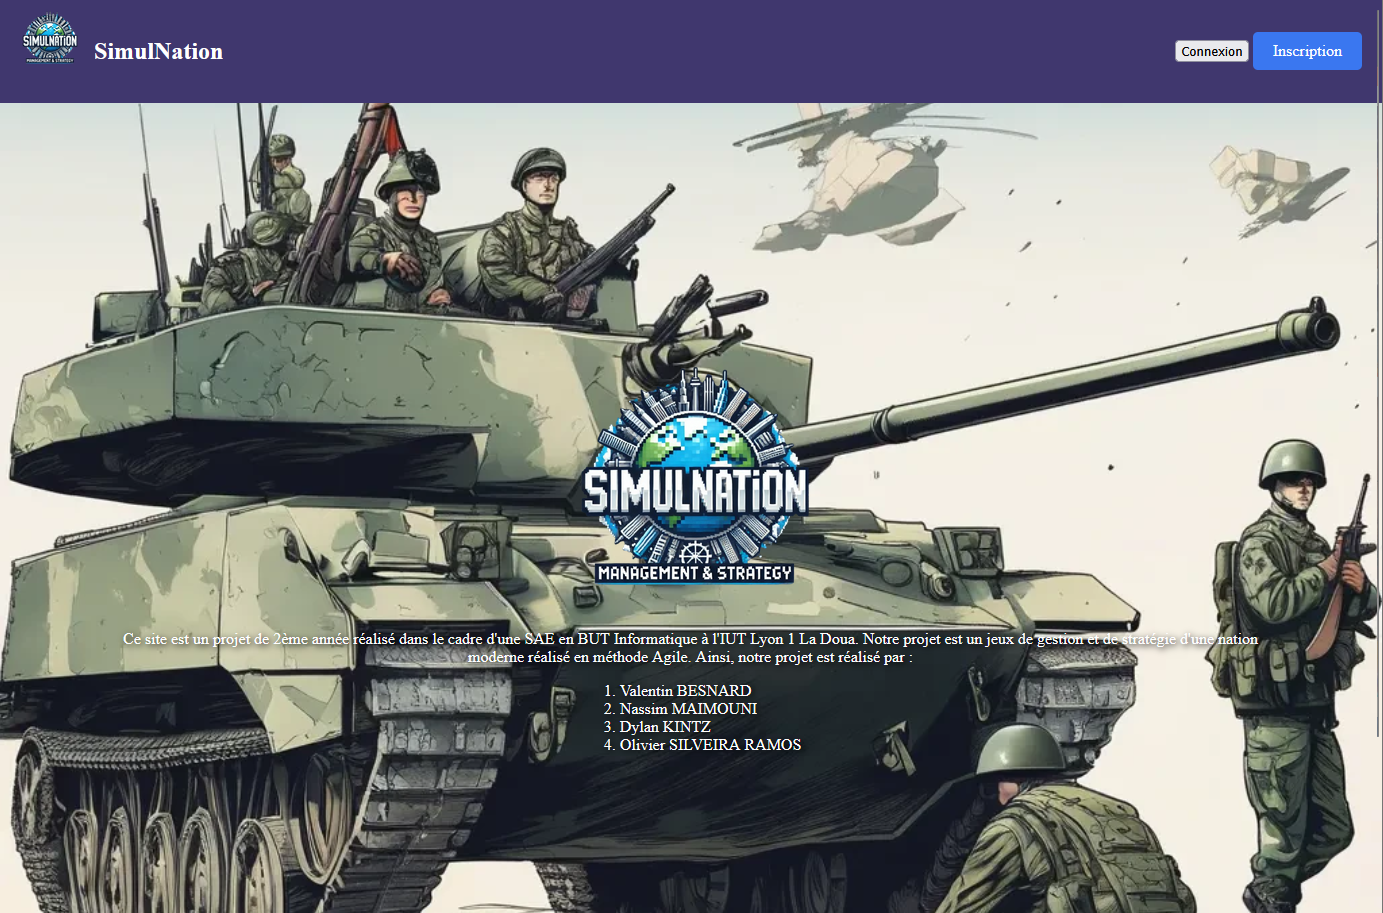 SIMULNATION
MANAGEMENT & STRATEGY
SimulNation
Connexion
Inscription
SIMULNATiON
MANAGEMENT & STRATEGY
Ce site est un projet de 2ème année réalisé dans le cadre d'une SAE en BUT Informatique à l'IUT Lyon 1 La Doua. Notre projet est un jeux de gestion et de stratégie d'une nation
moderne réalisé en méthode Agile. Ainsi, notre projet est réalisé par :
1. Valentin BESNARD
2. Nassim MAIMOUNI
3. Dylan KINTZ
4. Olivier SILVEIRA RAMOS